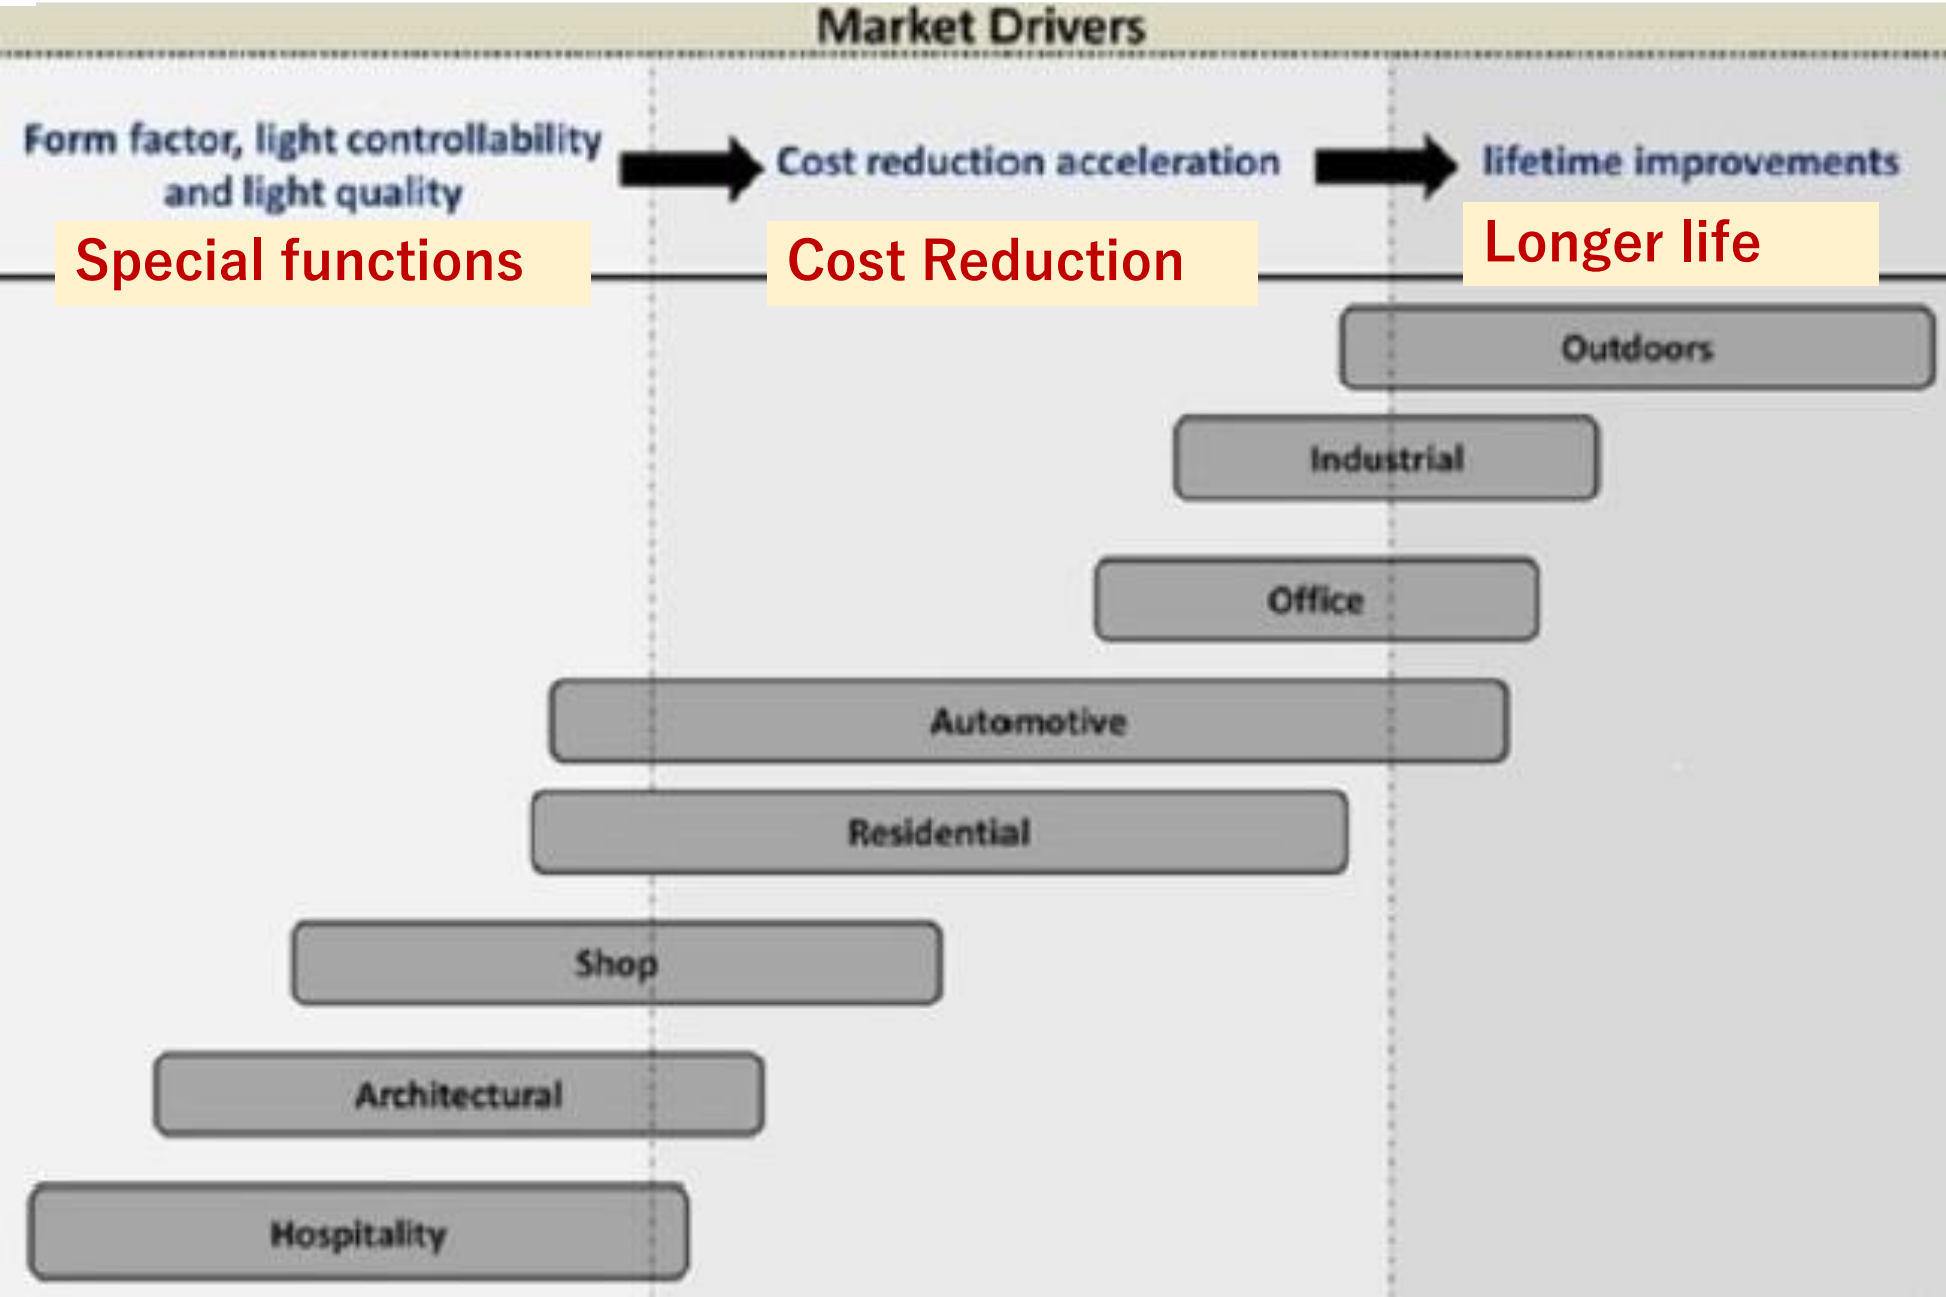 Market Drivers
Form factor, light controllability
and light quality
Cost reduction acceleration
lifetime improvements
Special functions
Cost Reduction
Longer life
Outdoors
Industrial
Office
Automotive
Residential
Shop
Architectural
Hospitality